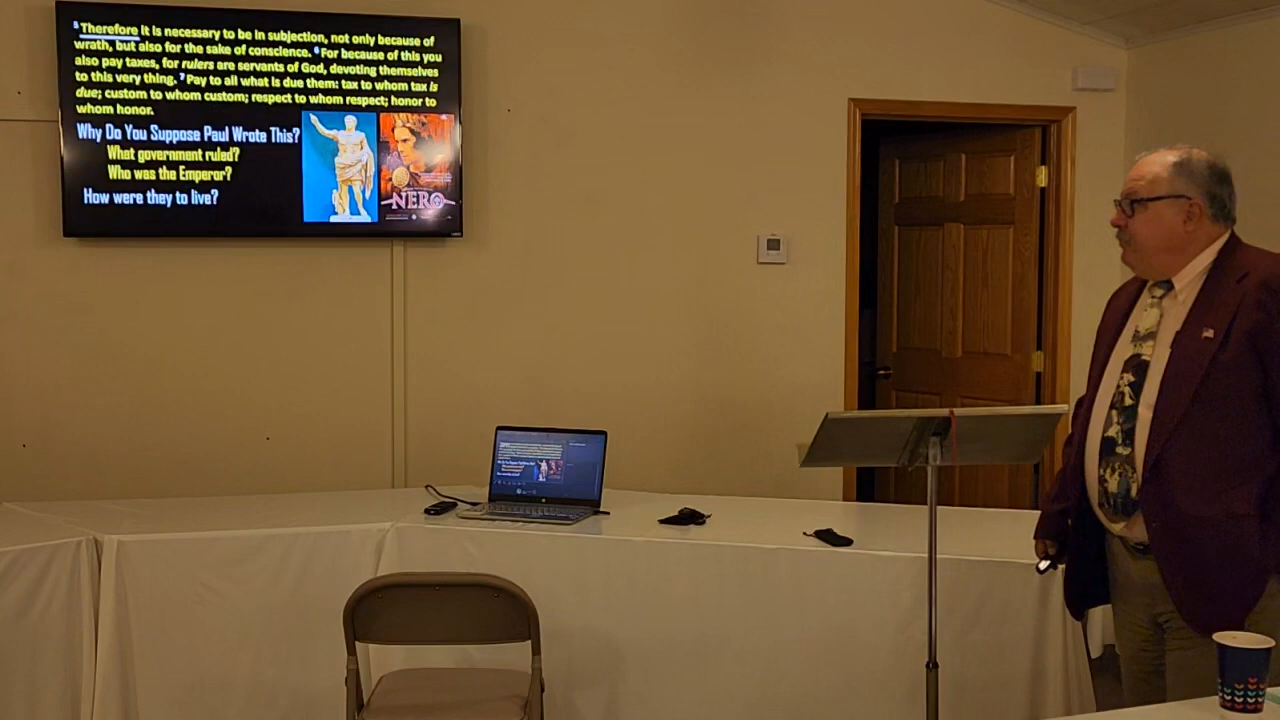 5 Therefore it is necessary to be in subjection, not only because of
wrath, but also for the sake of conscience. 6 For because of this you
also pay taxes, for rulers are servants of God, devoting themselves
to this very thing. 7 Pay to all what is due them: tax to whom tax is
due; custom to whom custom; respect to whom respect; honor to
whom honor.
Why Do You Suppose Paul Wrote This?
What government ruled?
Who was the Emperor?
How were they to live?
NERO